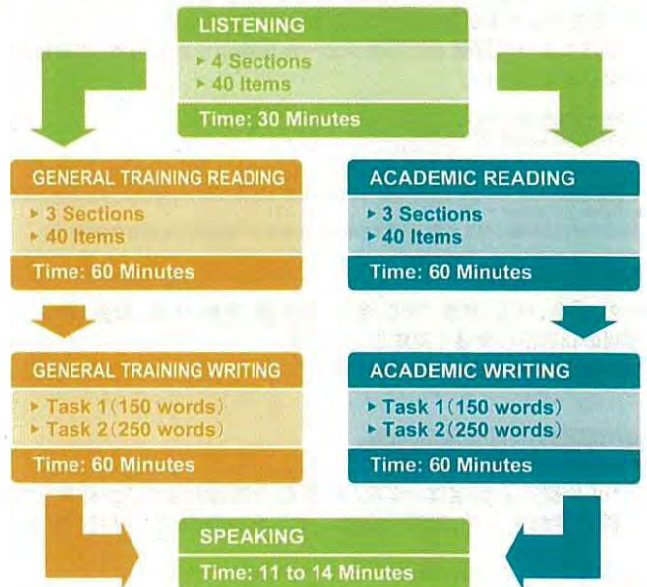 LISTENING
▸ 4 Sections
▸ 40 Items
Time: 30 Minutes
GENERAL TRAINING READING
▸ 3 Sections
▸ 40 Items
Time: 60 Minutes
ACADEMIC READING
▸ 3 Sections
▸ 40 Items
Time: 60 Minutes
GENERAL TRAINING WRITING
▸ Task 1(150 words)
▸ Task 2(250 words)
Time: 60 Minutes
ACADEMIC WRITING
▸ Task 1(150 words)
▸ Task 2(250 words)
Time: 60 Minutes
SPEAKING
Time: 11 to 14 Minutes